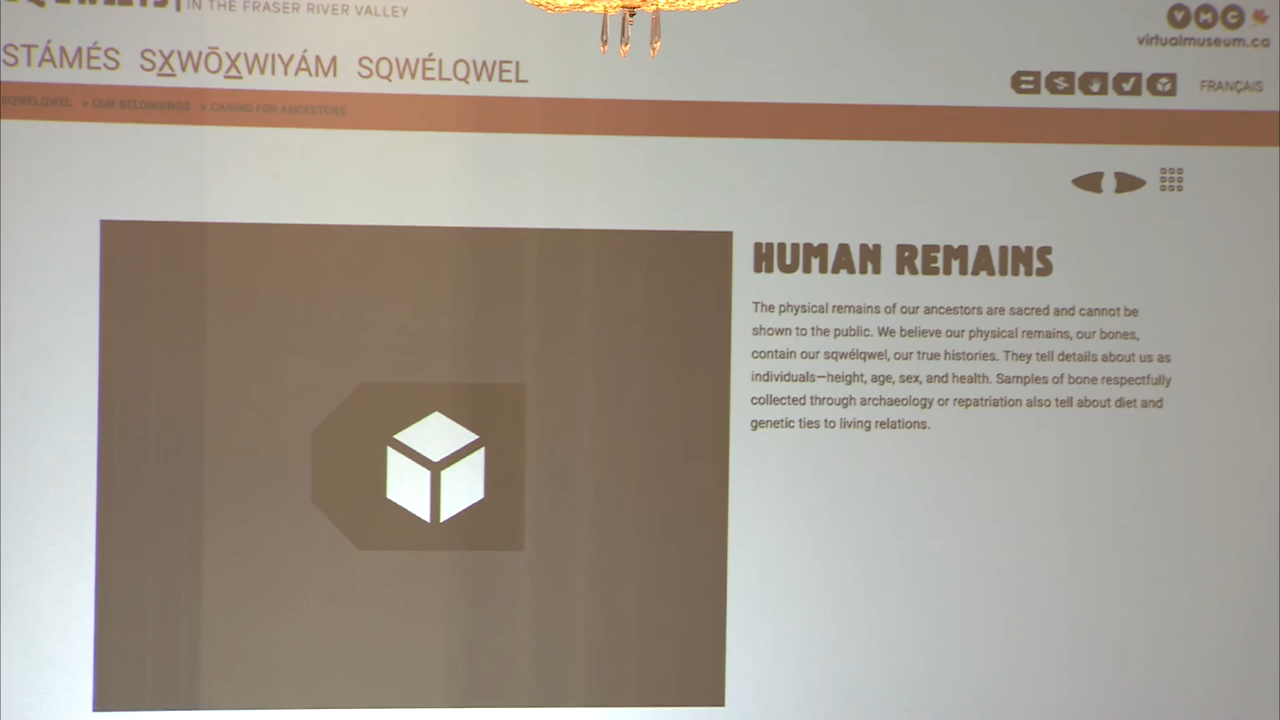 IN THE FRASER RIVER VALLEY
VMC
virtualmuseum.ca
STÁMÉS SX̲WŌX̲WIYÁM SQWÉLQWEL
FRANÇAIS
SQWÉLQWEL » OUR BELONGINGS » CARING FOR ANCESTORS
HUMAN REMAINS
The physical remains of our ancestors are sacred and cannot be
shown to the public. We believe our physical remains, our bones,
contain our sqwélqwel, our true histories. They tell details about us as
individuals—height, age, sex, and health. Samples of bone respectfully
collected through archaeology or repatriation also tell about diet and
genetic ties to living relations.